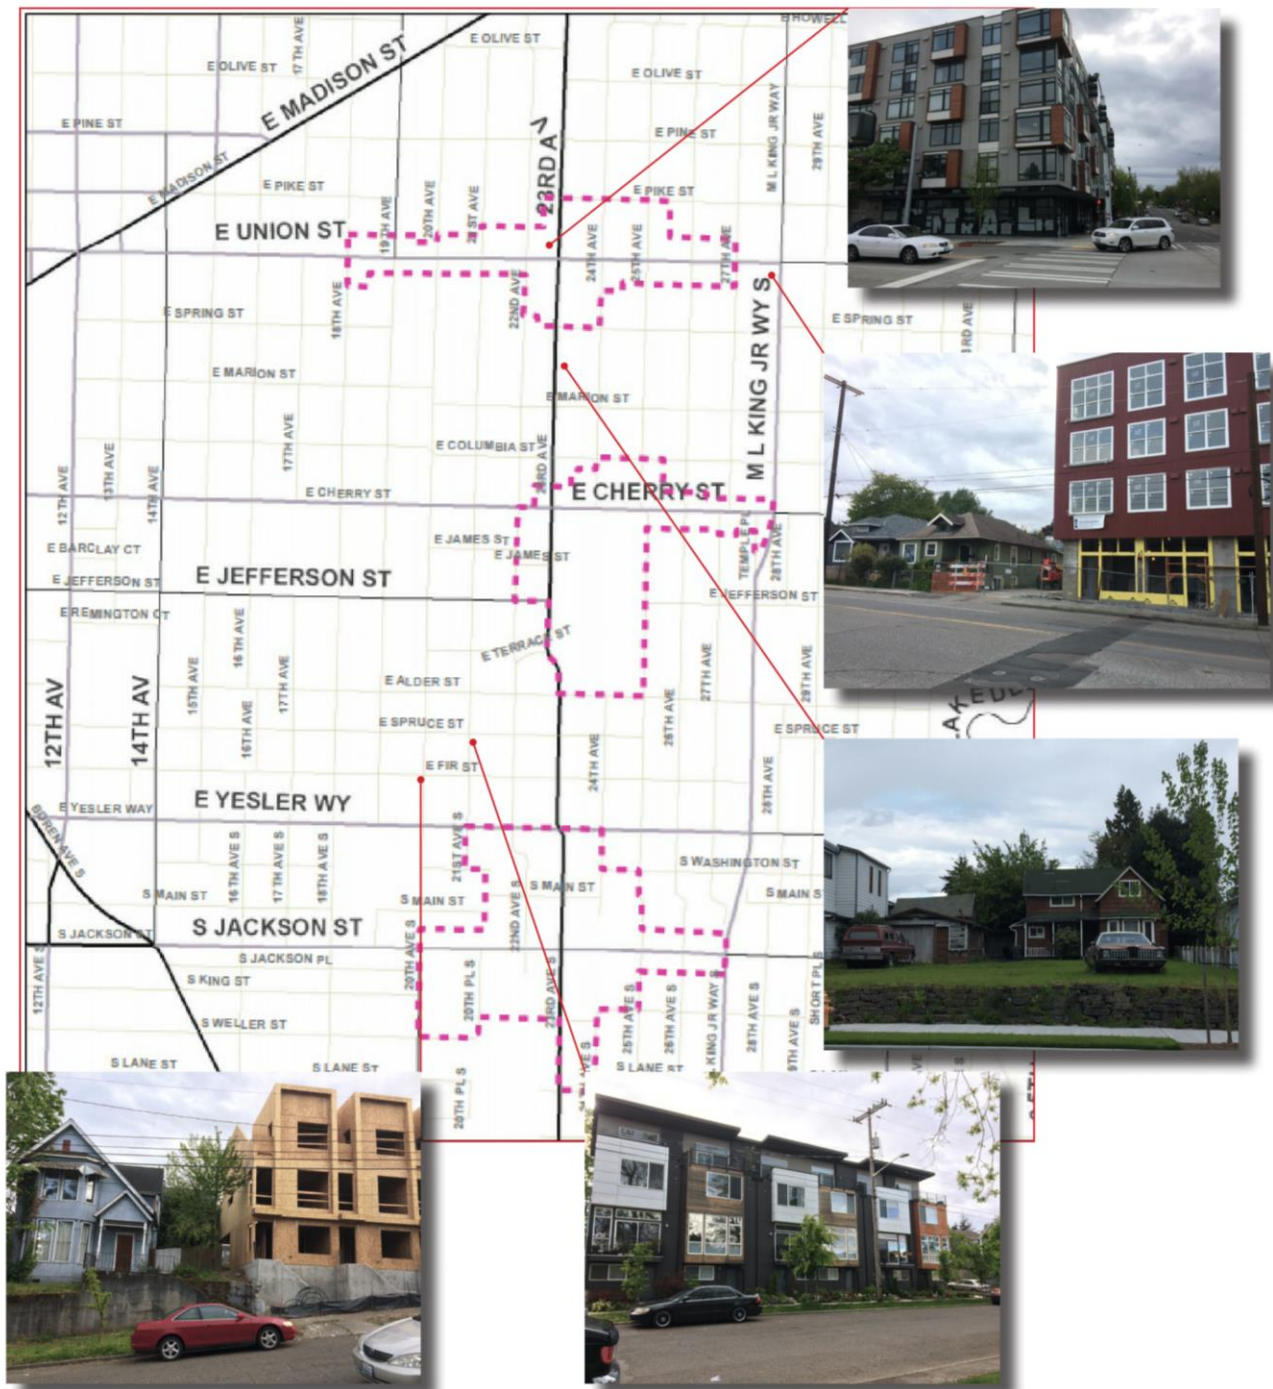 E HOWELL
E OLIVE ST
17TH AVE
E OLIVE ST
E MADISON ST
E OLIVE ST
M L KING JR WAY
29TH AVE
E PINE ST
23RD AV
E PINE ST
E MADISON ST
E PIKE ST
19TH AVE
20TH AVE
21ST AVE
E PIKE ST
E UNION ST
24TH AVE
25TH AVE
27TH AVE
18TH AVE
22ND AVE
E SPRING ST
M L KING JR WY S
E SPRING ST
3RD AVE
E MARION ST
E MARION ST
17TH AVE
E COLUMBIA ST
23RD AVE
12TH AVE
13TH AVE
14TH AVE
E CHERRY ST
E CHERRY ST
E BARCLAY CT
E JAMES ST
E JAMES ST
TEMPLE PL
28TH AVE
E JEFFERSON ST
E JEFFERSON ST
E JEFFERSON ST
E REMINGTON CT
16TH AVE
E TERRACE ST
15TH AVE
17TH AVE
E ALDER ST
27TH AVE
29TH AVE
12TH AV
14TH AV
16TH AVE
E SPRUCE ST
26TH AVE
LAKEDE
E SPRUCE ST
E FIR ST
24TH AVE
28TH AVE
E YESLER WAY
E YESLER WY
BOREN AVE S
16TH AVE S
17TH AVE S
18TH AVE S
21ST AVE S
S WASHINGTON ST
S MAIN ST
S MAIN ST
S MAIN ST
S MAIN S
22ND AVE S
S JACKSON ST
S JACKSON ST
S JACKSON PL
20TH AVE S
12TH AVE S
S KING ST
20TH PL S
23RD AVE S
25TH AVE S
26TH AVE S
KING JR WAY S
28TH AVE S
9TH AVE S
SHORT PL S
S WELLER ST
S LANE ST
S LANE ST
S LANE ST
20TH PL S